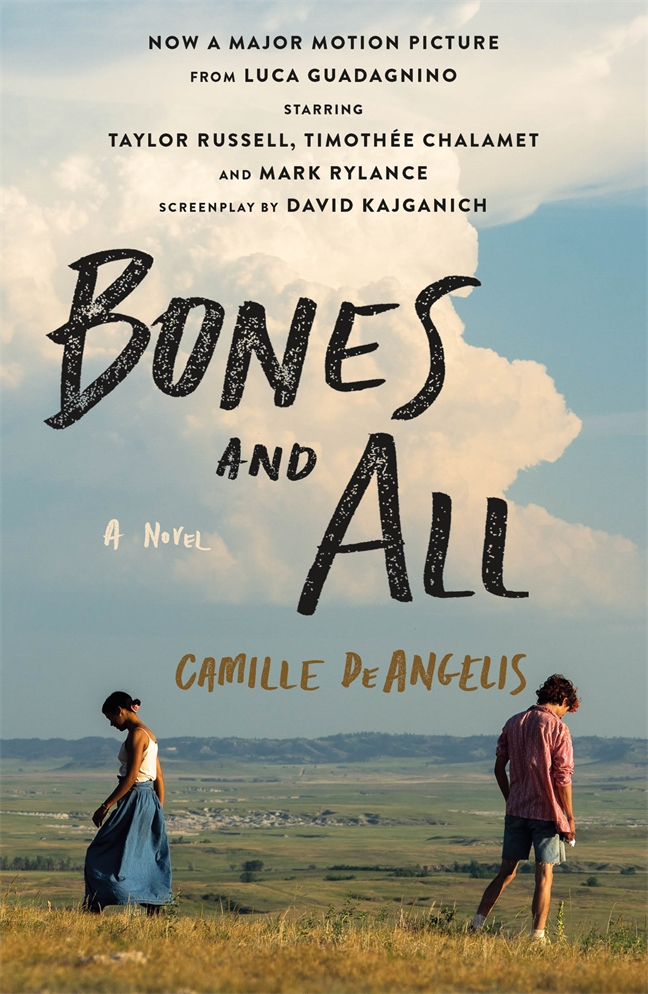 NOW A MAJOR MOTION PICTURE
FROM LUCA GUADAGNINO
STARRING
TAYLOR RUSSELL, TIMOTHÉE CHALAMET
AND MARK RYLANCE
SCREENPLAY BY DAVID KAJGANICH
BONES
AND ALL
A NOVEL
CAMILLE DEANGELIS